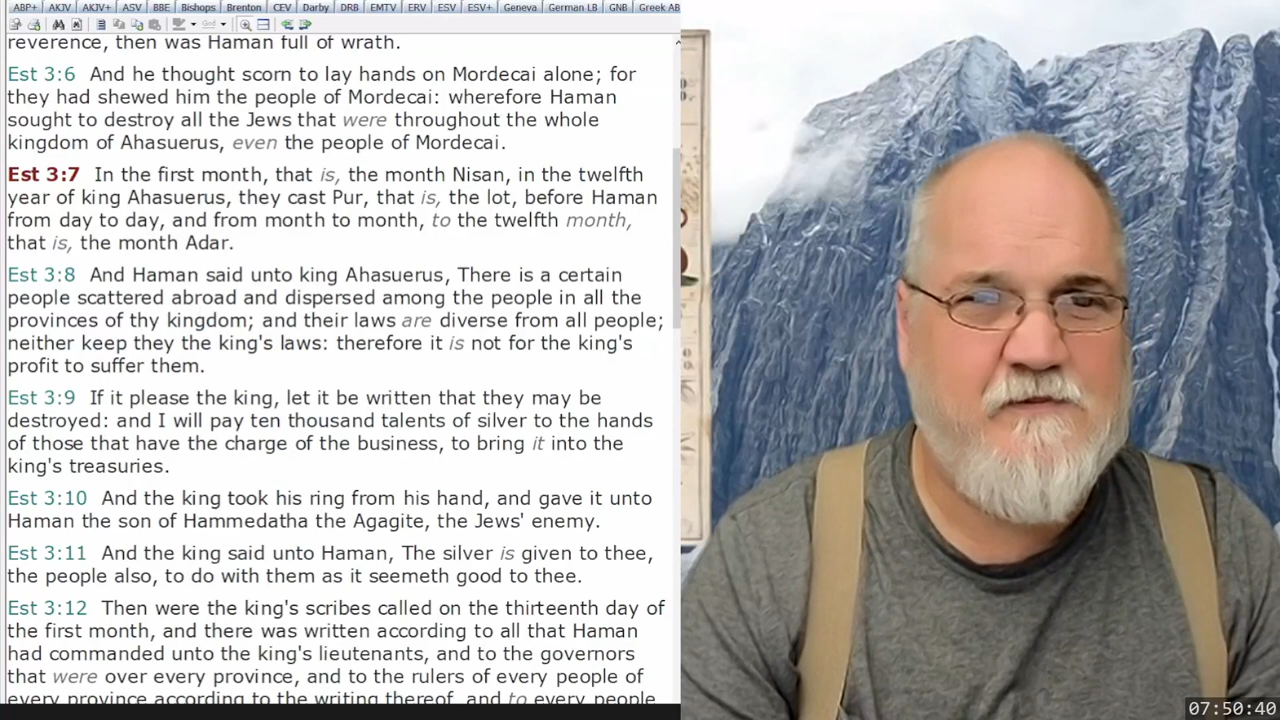 ABP+ AKJV AKJV+ ASV BBE Bishops Brenton CEV Darby DRB EMTV ERV ESV ESV+ Geneva German LB GNB Greek AB
reverence, then was Haman full of wrath.
Est 3:6 And he thought scorn to lay hands on Mordecai alone; for
they had shewed him the people of Mordecai: wherefore Haman
sought to destroy all the Jews that were throughout the whole
kingdom of Ahasuerus, even the people of Mordecai.
Est 3:7 In the first month, that is, the month Nisan, in the twelfth
year of king Ahasuerus, they cast Pur, that is, the lot, before Haman
from day to day, and from month to month, to the twelfth month,
that is, the month Adar.
Est 3:8 And Haman said unto king Ahasuerus, There is a certain
people scattered abroad and dispersed among the people in all the
provinces of thy kingdom; and their laws are diverse from all people;
neither keep they the king's laws: therefore it is not for the king's
profit to suffer them.
Est 3:9 If it please the king, let it be written that they may be
destroyed: and I will pay ten thousand talents of silver to the hands
of those that have the charge of the business, to bring it into the
king's treasuries.
Est 3:10 And the king took his ring from his hand, and gave it unto
Haman the son of Hammedatha the Agagite, the Jews' enemy.
Est 3:11 And the king said unto Haman, The silver is given to thee,
the people also, to do with them as it seemeth good to thee.
Est 3:12 Then were the king's scribes called on the thirteenth day of
the first month, and there was written according to all that Haman
had commanded unto the king's lieutenants, and to the governors
that were over every province, and to the rulers of every people of
every province according to the writing thereof, and to every people
07:50:40